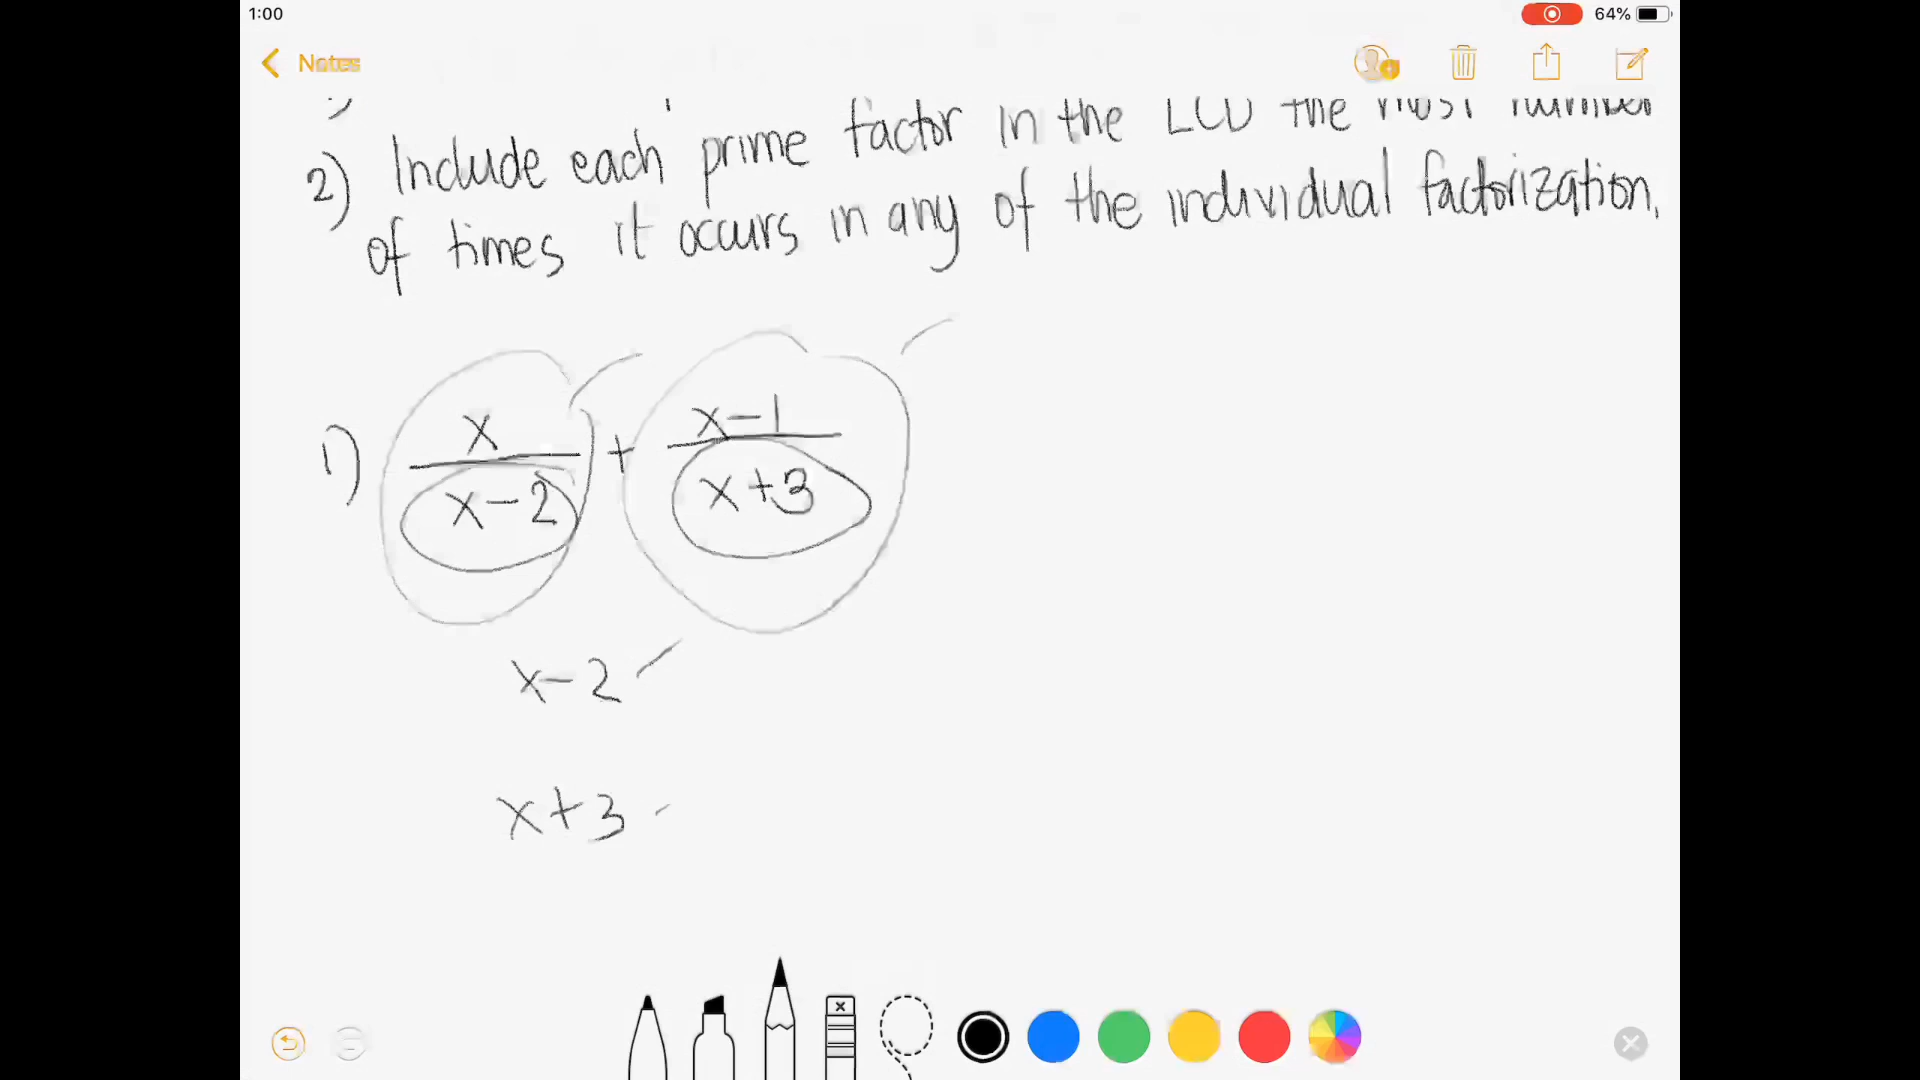 1:00
64%
Notes
2) Include each prime factor in the LCD the most number
of times it occurs in any of the individual factorization.
1) x/x-2 + x-1/x+3
x-2
x+3